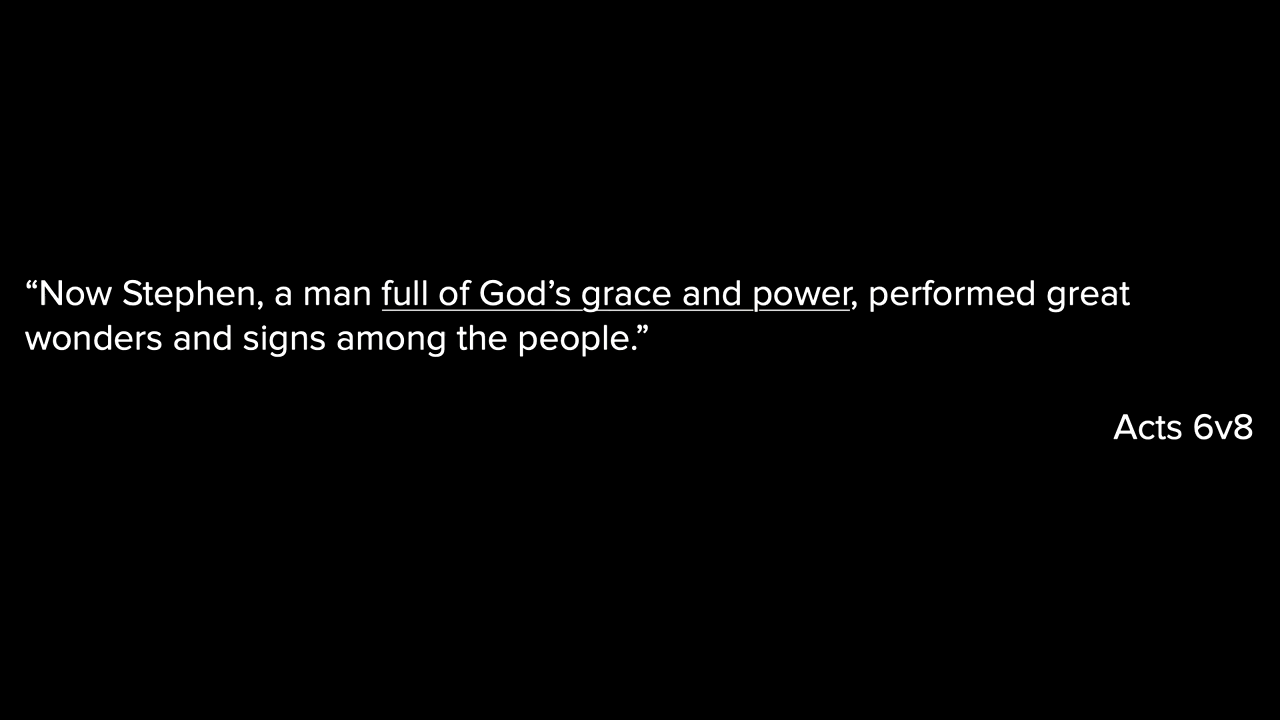 “Now Stephen, a man full of God’s grace and power, performed great
wonders and signs among the people.”
Acts 6v8